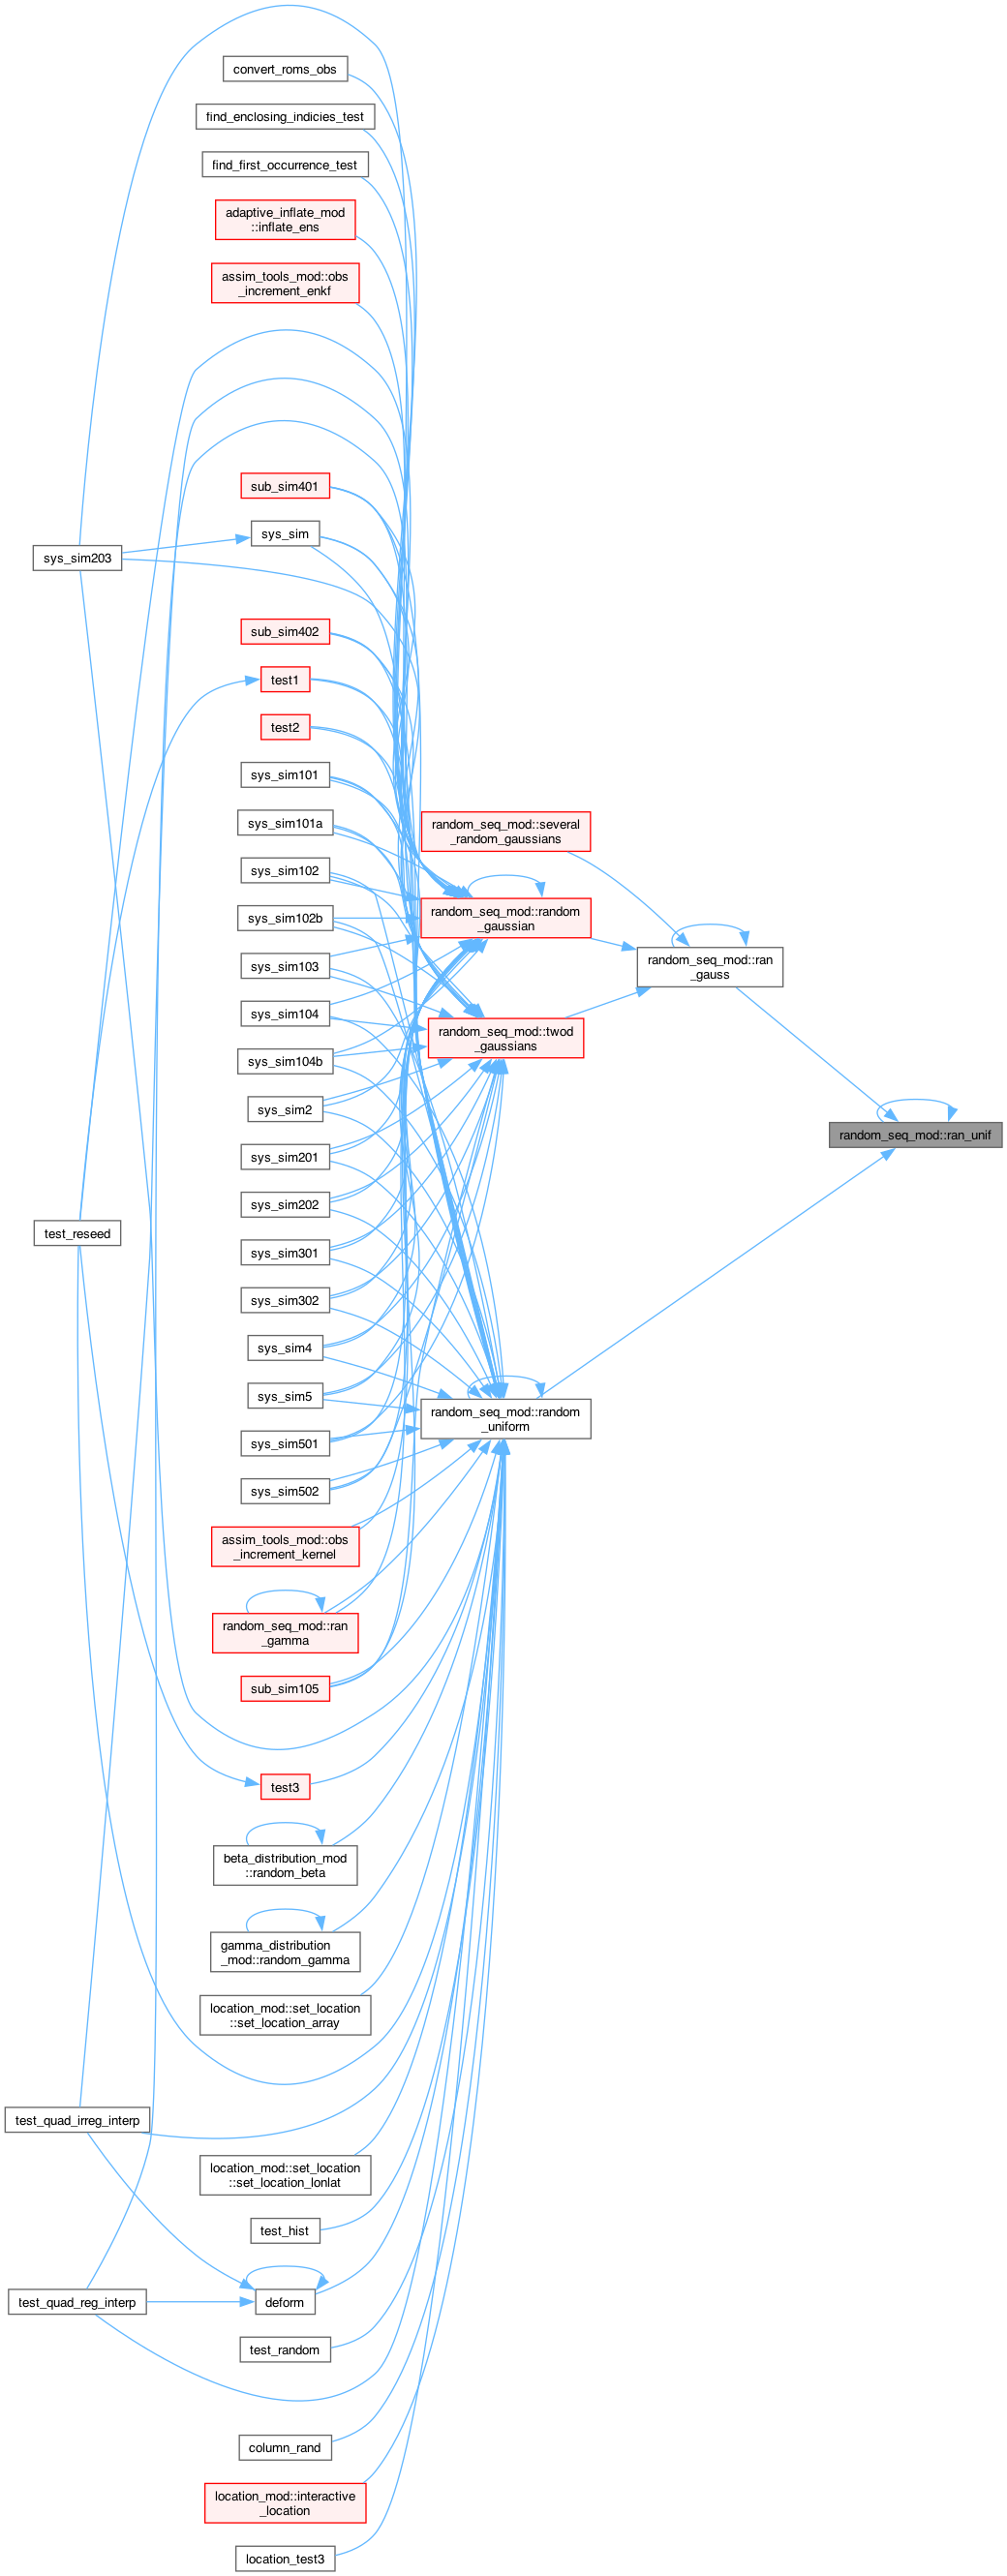 convert_roms_obs
find_enclosing_indicies_test
find_first_occurrence_test
adaptive_inflate_mod
::inflate_ens
assim_tools_mod::obs
_increment_enkf
sub_sim401
sys_sim
sys_sim203
sub_sim402
test1
test2
sys_sim101
sys_sim101a
random_seq_mod::several
_random_gaussians
sys_sim102
random_seq_mod::random
_gaussian
sys_sim102b
sys_sim103
random_seq_mod::ran
_gauss
sys_sim104
random_seq_mod::twod
_gaussians
sys_sim104b
sys_sim2
random_seq_mod::ran_unif
sys_sim201
sys_sim202
test_reseed
sys_sim301
sys_sim302
sys_sim4
sys_sim5
random_seq_mod::random
_uniform
sys_sim501
sys_sim502
assim_tools_mod::obs
_increment_kernel
random_seq_mod::ran
_gamma
sub_sim105
test3
beta_distribution_mod
::random_beta
gamma_distribution
_mod::random_gamma
location_mod::set_location
::set_location_array
test_quad_irreg_interp
location_mod::set_location
::set_location_lonlat
test_hist
test_quad_reg_interp
deform
test_random
column_rand
location_mod::interactive
_location
location_test3